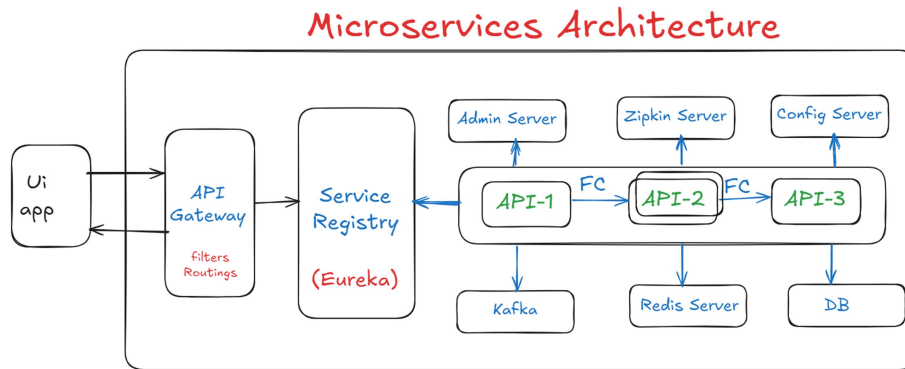 Microservices Architecture
Admin Server
Zipkin Server
Config Server
Ui
app
API
Gateway
filters
Routings
Service
Registry
(Eureka)
API-1
FC
API-2
FC
API-3
Kafka
Redis Server
DB